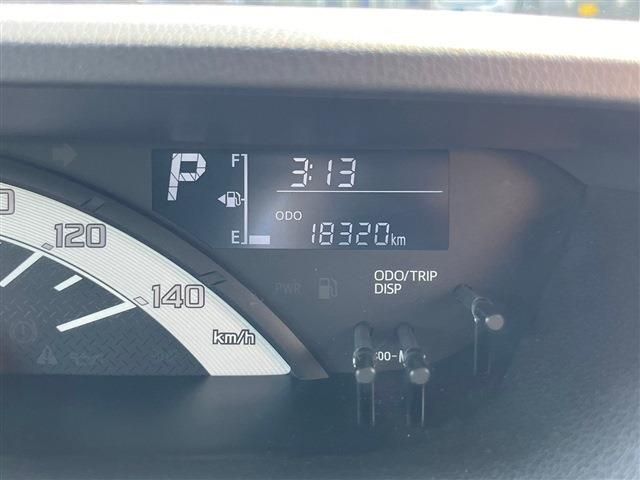 P
F
3:13
ODO
18320km
E
120
140
km/h
PWR
ODO/TRIP
DISP